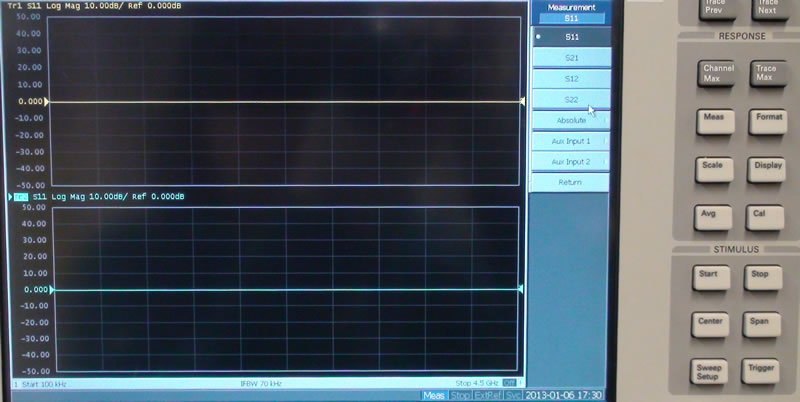 Tr1 S11 Log Mag 10.00dB/ Ref 0.000dB
50.00
40.00
30.00
20.00
10.00
0.000
-10.00
-20.00
-30.00
-40.00
-50.00
Tr2 S11 Log Mag 10.00dB/ Ref 0.000dB
50.00
40.00
30.00
20.00
10.00
0.000
-10.00
-20.00
-30.00
-40.00
-50.00
1 Start 100 kHz IFBW 70 kHz Stop 4.5 GHz Off
Meas Stop ExtRef Svc 2013-01-06 17:30
Measurement
S11
S11
S21
S12
S22
Absolute
Aux Input 1
Aux Input 2
Return
Trace Prev
Trace Next
RESPONSE
Channel Max
Trace Max
Meas
Format
Scale
Display
Avg
Cal
STIMULUS
Start
Stop
Center
Span
Sweep Setup
Trigger